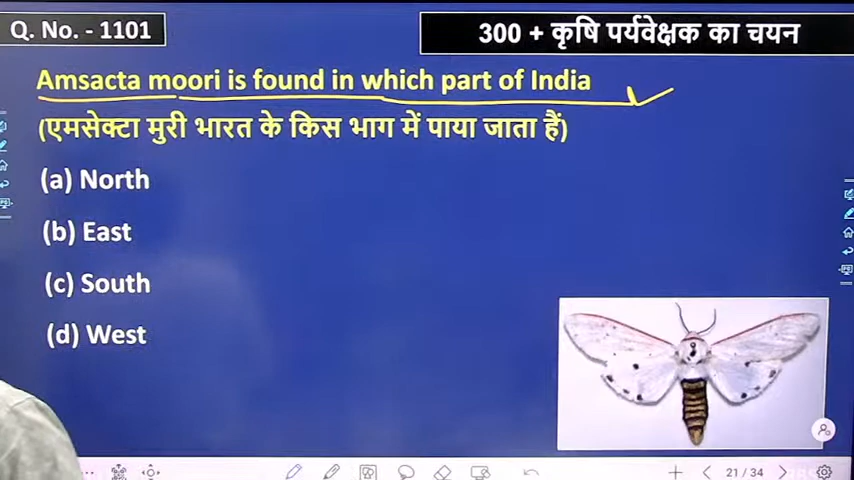 Q. No. - 1101
300 + कृषि पर्यवेक्षक का चयन
Amsacta moori is found in which part of India
(एमसेक्टा मुरी भारत के किस भाग में पाया जाता हैं)
(a) North
(b) East
(c) South
(d) West
21 / 34